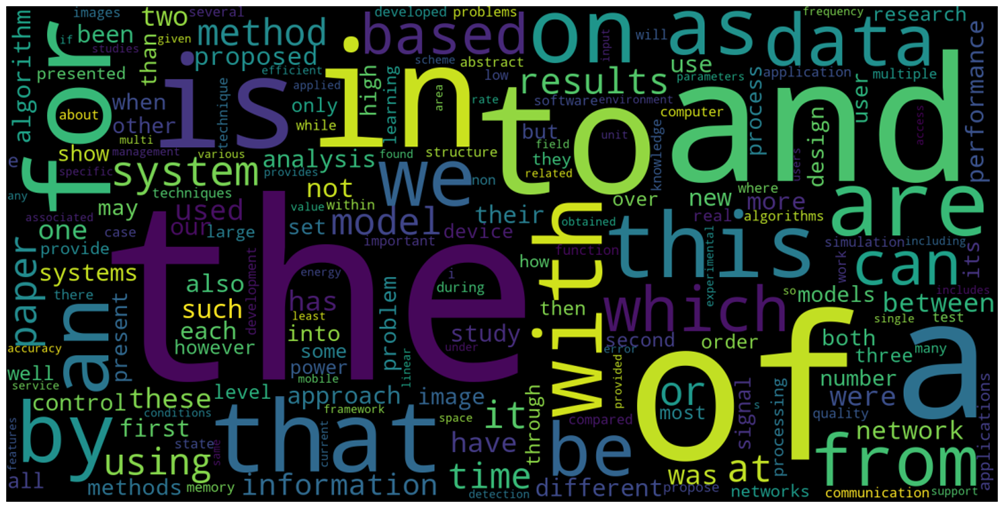 the
of
and
to
in
a
for
is
that
this
with
on
as
are
by
be
we
an
which
from
can
data
based
system
or
it
at
using
model
results
time
information
paper
method
used
these
such
have
has
not
was
were
network
algorithm
been
two
than
proposed
presented
when
other
only
show
analysis
high
use
process
user
design
performance
research
but
they
more
new
their
our
may
one
systems
provide
also
each
however
set
large
into
some
power
problem
study
device
over
its
between
models
both
three
number
second
order
then
how
through
within
structure
learning
well
present
control
first
level
approach
image
methods
different
signal
processing
most
all
several
images
if
studies
given
developed
problems
will
input
efficient
scheme
abstract
low
application
parameters
multiple
frequency
about
technique
applied
while
area
rate
software
environment
computer
multi
management
various
found
provides
field
unit
related
knowledge
users
access
e
any
specific
techniques
value
non
function
obtained
real
where
algorithms
simulation
including
work
includes
so
single
test
many
associated
case
important
i
during
energy
development
there
least
under
linear
mobile
accuracy
service
conditions
framework
space
compared
error
experimental
provided
s
quality
applications
state
features
same
current
memory
detection
propose
networks
communication
support